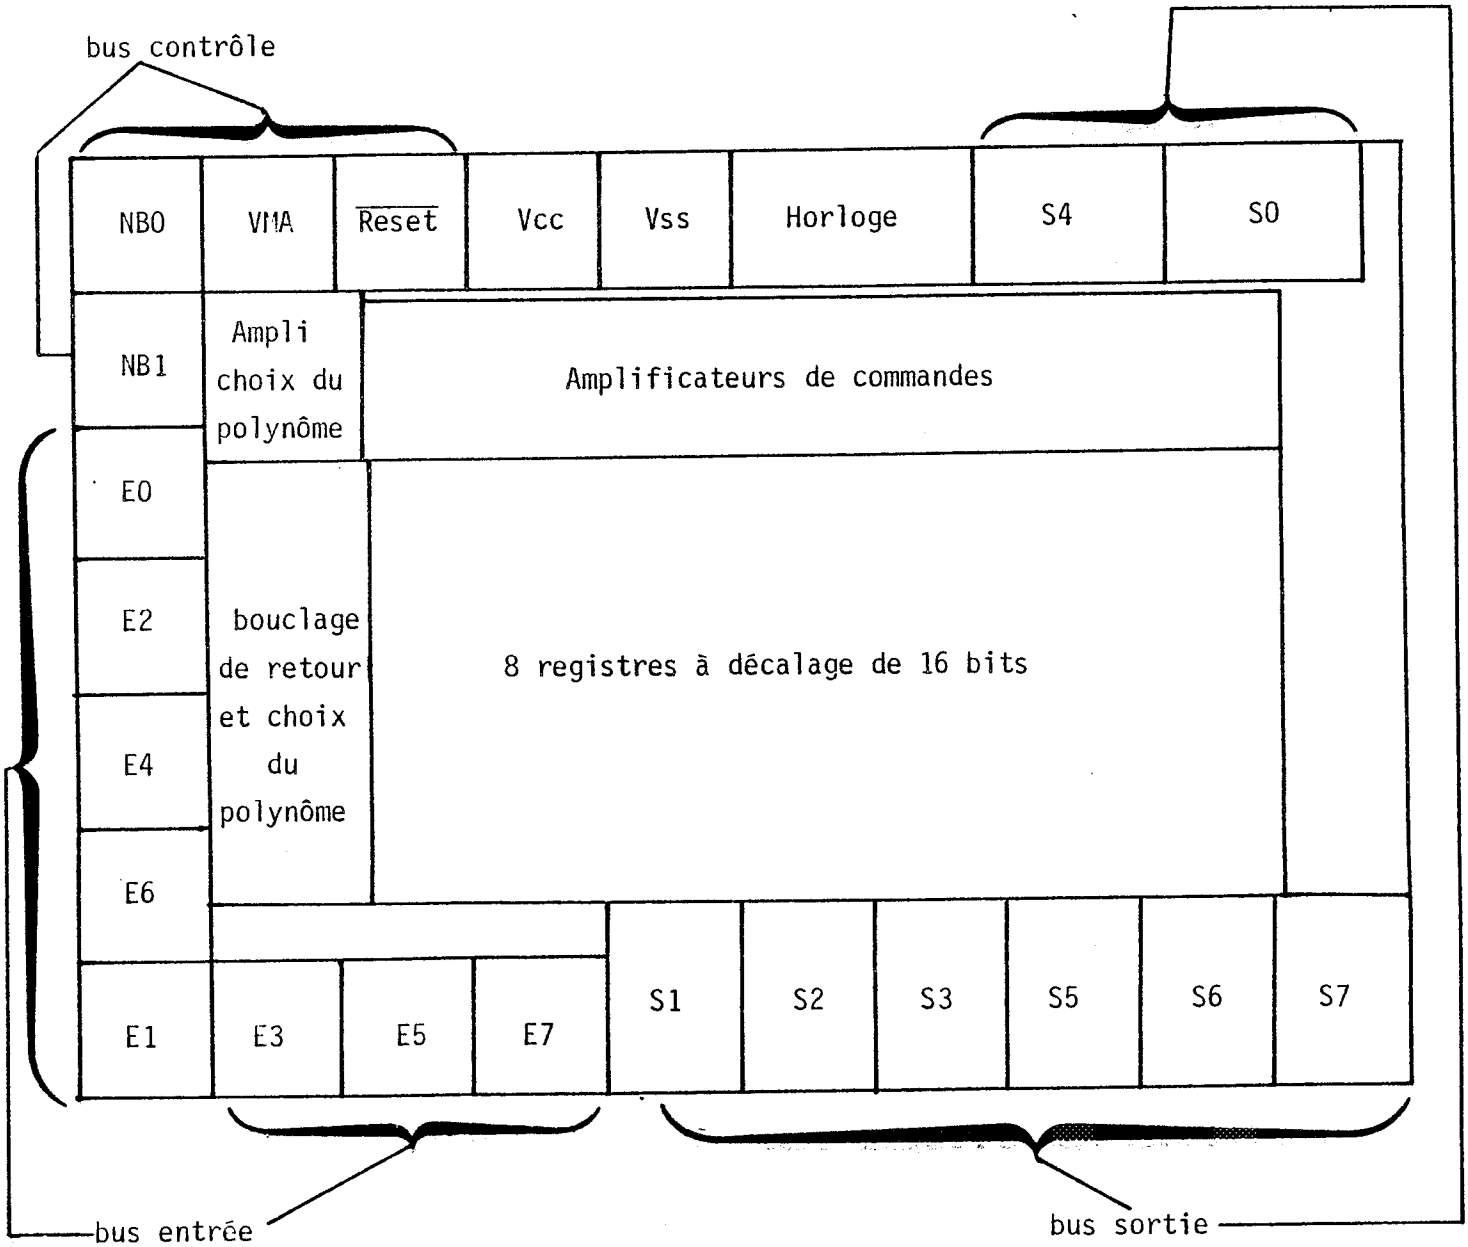 bus contrôle
NB0
VMA
Reset
Vcc
Vss
Horloge
S4
S0
NB1
Ampli
choix du
polynôme
Amplificateurs de commandes
E0
E2
E4
E6
bouclage
de retour
et choix
du
polynôme
8 registres à décalage de 16 bits
E1
E3
E5
E7
S1
S2
S3
S5
S6
S7
bus entrée
bus sortie